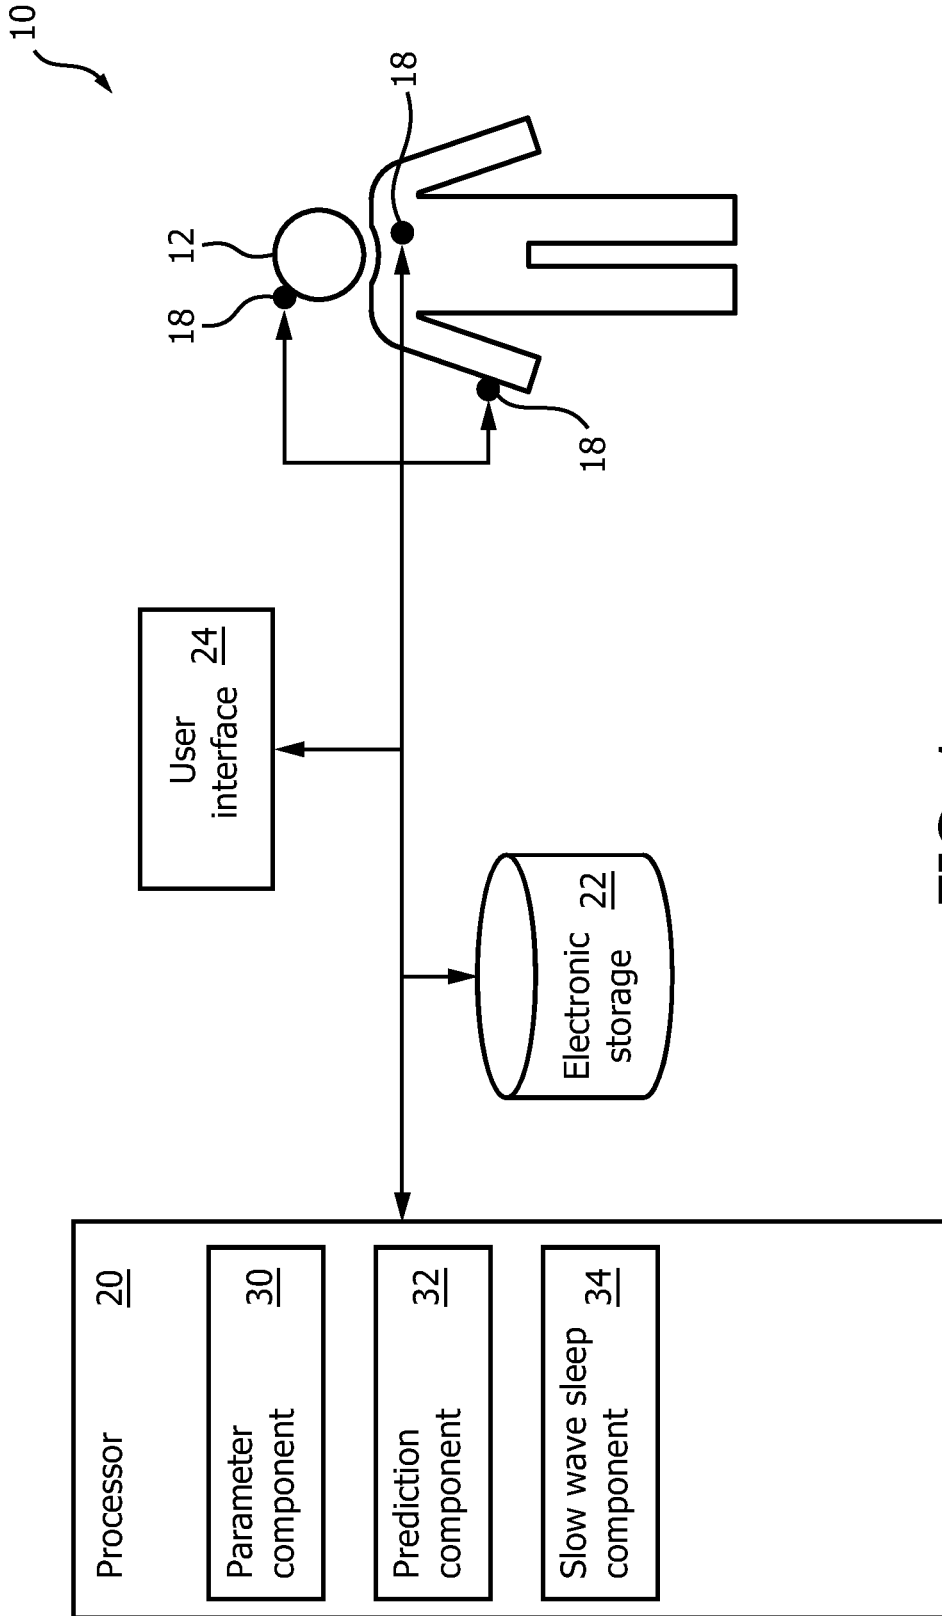 10
Processor 20
User
interface 24
12
18
Parameter 30
component
Prediction 32
component
18
Electronic 22
storage
18
Slow wave sleep 34
component